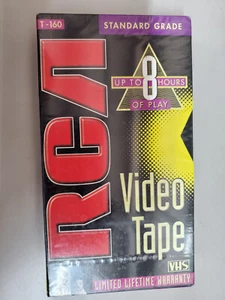 T-160
STANDARD GRADE
RCA
UP TO 8 HOURS
OF PLAY
Video
Tape
VHS
LIMITED LIFETIME WARRANTY